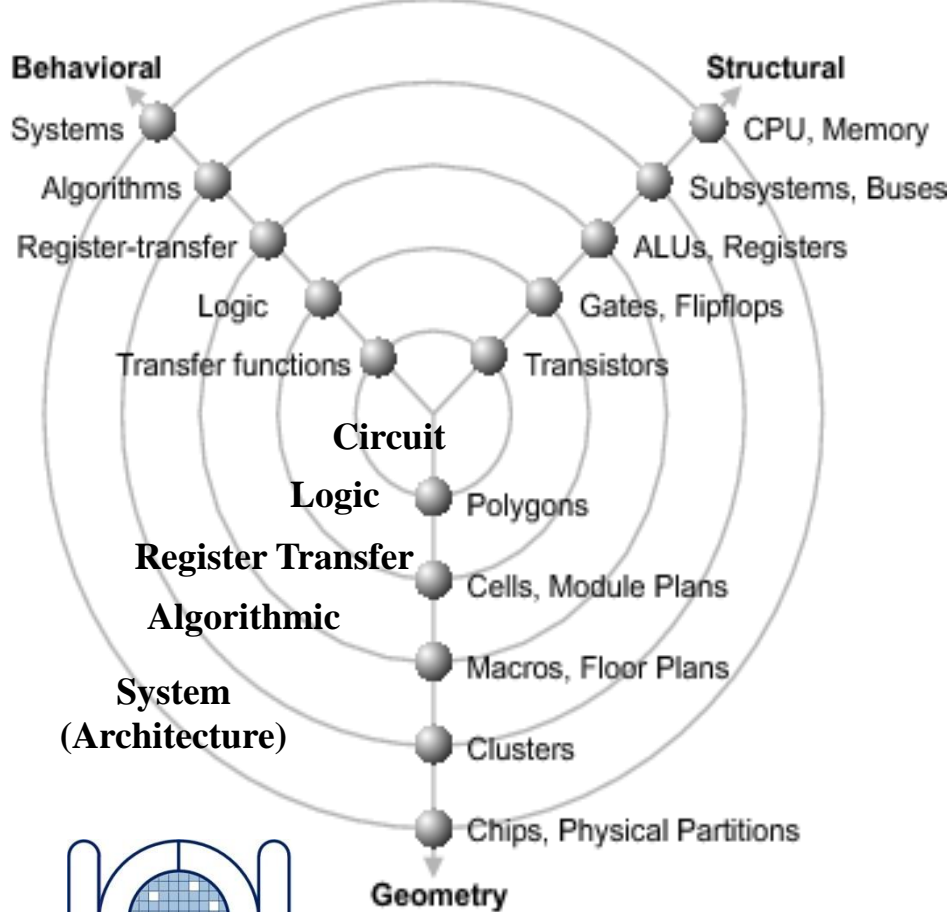 Behavioral
Structural
Systems
CPU, Memory
Algorithms
Subsystems, Buses
Register-transfer
ALUs, Registers
Logic
Gates, Flipflops
Transfer functions
Transistors
Circuit
Logic
Polygons
Register Transfer
Cells, Module Plans
Algorithmic
Macros, Floor Plans
System
(Architecture)
Clusters
Chips, Physical Partitions
Geometry